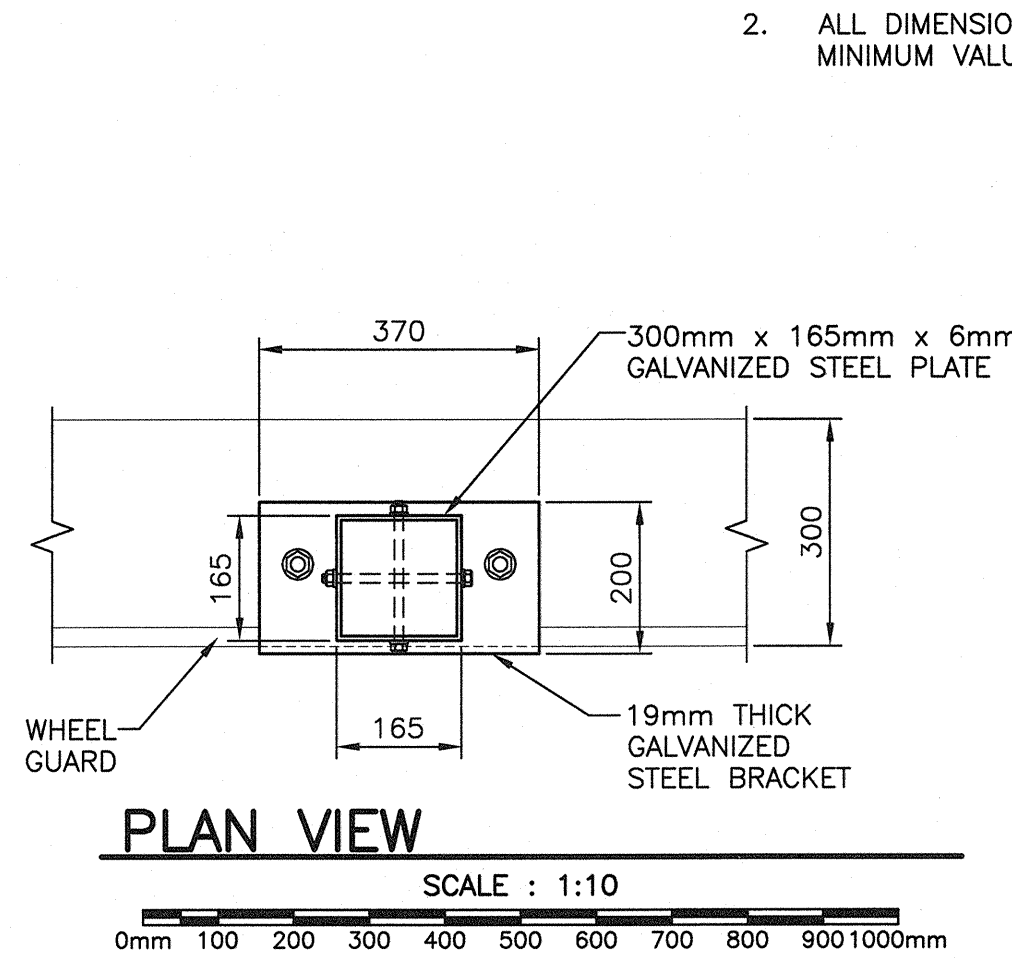 2. ALL DIMENSIO
MINIMUM VALU
370
300mm x 165mm x 6mm
GALVANIZED STEEL PLATE
165
200
300
165
WHEEL
GUARD
19mm THICK
GALVANIZED
STEEL BRACKET
PLAN VIEW
SCALE : 1:10
0mm 100 200 300 400 500 600 700 800 900 1000mm